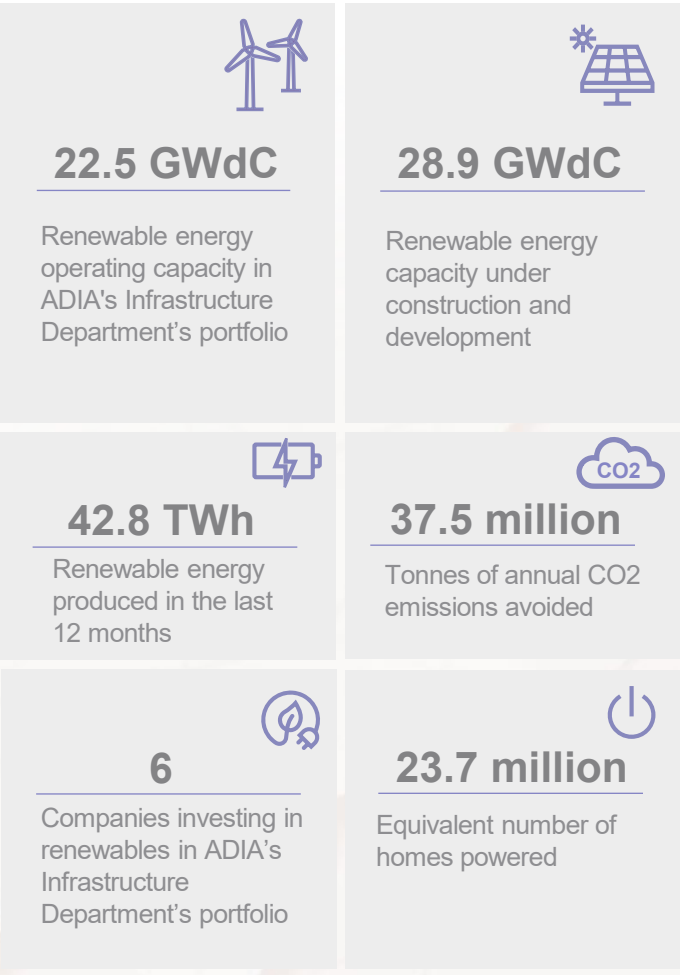 22.5 GWdC
Renewable energy
operating capacity in
ADIA's Infrastructure
Department’s portfolio
28.9 GWdC
Renewable energy
capacity under
construction and
development
42.8 TWh
Renewable energy
produced in the last
12 months
CO2
37.5 million
Tonnes of annual CO2
emissions avoided
6
Companies investing in
renewables in ADIA’s
Infrastructure
Department’s portfolio
23.7 million
Equivalent number of
homes powered